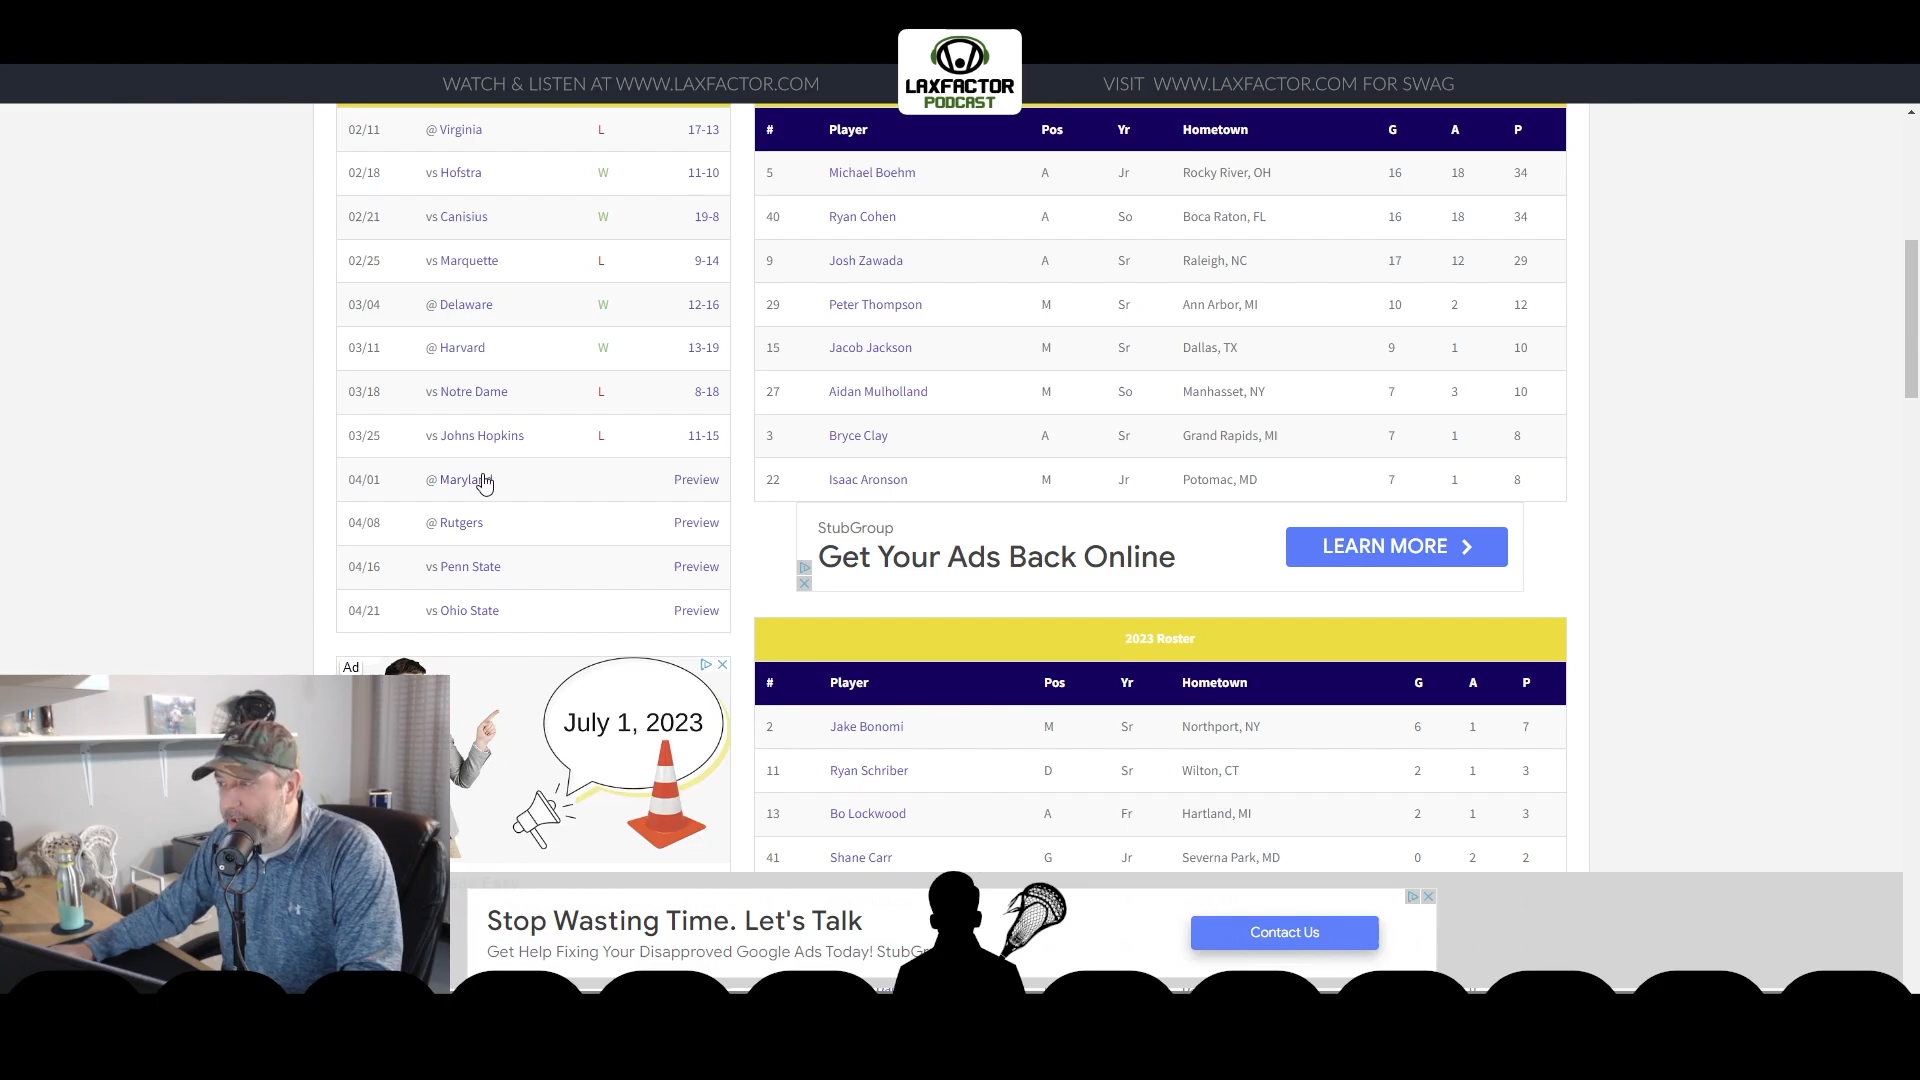 WATCH & LISTEN AT WWW.LAXFACTOR.COM
LAXFACTOR
PODCAST
VISIT WWW.LAXFACTOR.COM FOR SWAG
02/11 @ Virginia L 17-13
02/18 vs Hofstra W 11-10
02/21 vs Canisius W 19-8
02/25 vs Marquette L 9-14
03/04 @ Delaware W 12-16
03/11 @ Harvard W 13-19
03/18 vs Notre Dame L 8-18
03/25 vs Johns Hopkins L 11-15
04/01 @ Maryland Preview
04/08 @ Rutgers Preview
04/16 vs Penn State Preview
04/21 vs Ohio State Preview
# Player Pos Yr Hometown G A P
5 Michael Boehm A Jr Rocky River, OH 16 18 34
40 Ryan Cohen A So Boca Raton, FL 16 18 34
9 Josh Zawada A Sr Raleigh, NC 17 12 29
29 Peter Thompson M Sr Ann Arbor, MI 10 2 12
15 Jacob Jackson M Sr Dallas, TX 9 1 10
27 Aidan Mulholland M So Manhasset, NY 7 3 10
3 Bryce Clay A Sr Grand Rapids, MI 7 1 8
22 Isaac Aronson M Jr Potomac, MD 7 1 8
StubGroup
Get Your Ads Back Online
LEARN MORE
2023 Roster
# Player Pos Yr Hometown G A P
2 Jake Bonomi M Sr Northport, NY 6 1 7
11 Ryan Schriber D Sr Wilton, CT 2 1 3
13 Bo Lockwood A Fr Hartland, MI 2 1 3
41 Shane Carr G Jr Severna Park, MD 0 2 2
Ad
July 1, 2023
Stop Wasting Time. Let's Talk
Get Help Fixing Your Disapproved Google Ads Today!
Contact Us